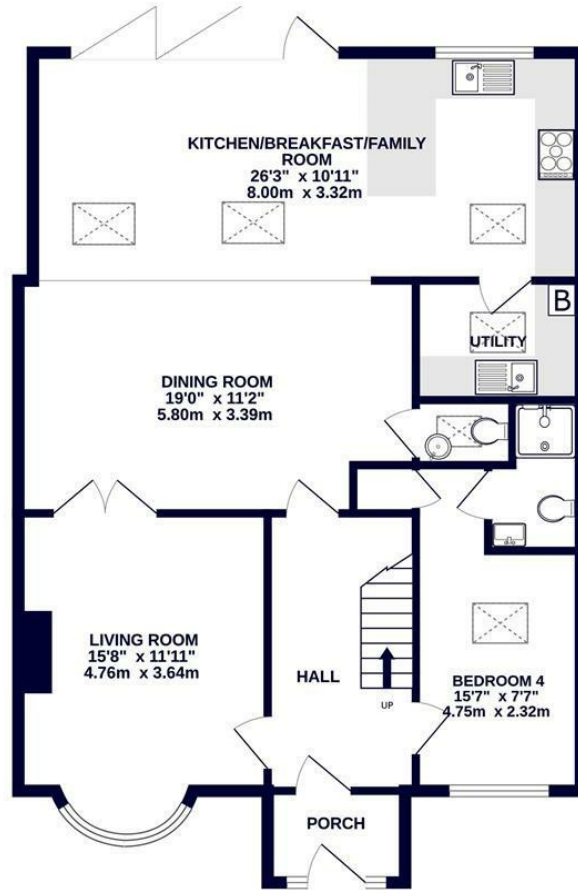 KITCHEN/BREAKFAST/FAMILY
ROOM
26'3" x 10'11"
8.00m x 3.32m
B
UTILITY
DINING ROOM
19'0" x 11'2"
5.80m x 3.39m
LIVING ROOM
15'8" x 11'11"
4.76m x 3.64m
HALL
UP
BEDROOM 4
15'7" x 7'7"
4.75m x 2.32m
PORCH